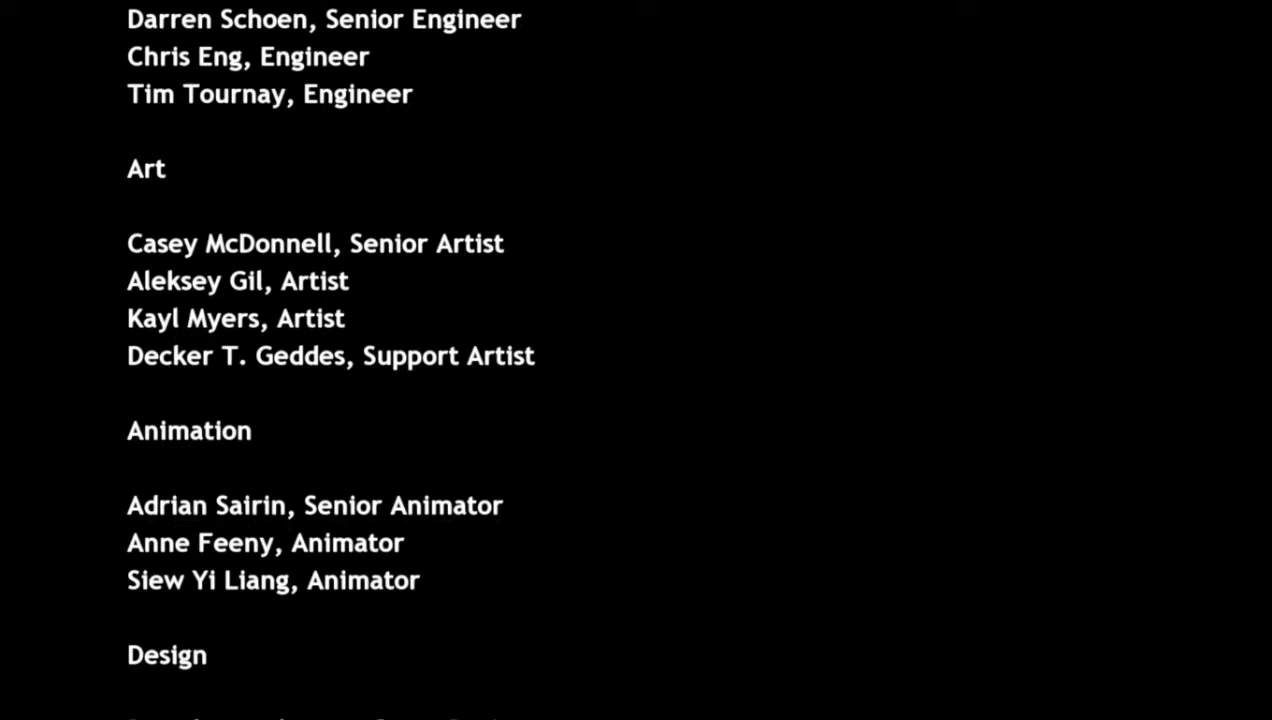 Darren Schoen, Senior Engineer
Chris Eng, Engineer
Tim Tournay, Engineer
Art
Casey McDonnell, Senior Artist
Aleksey Gil, Artist
Kayl Myers, Artist
Decker T. Geddes, Support Artist
Animation
Adrian Sairin, Senior Animator
Anne Feeny, Animator
Siew Yi Liang, Animator
Design